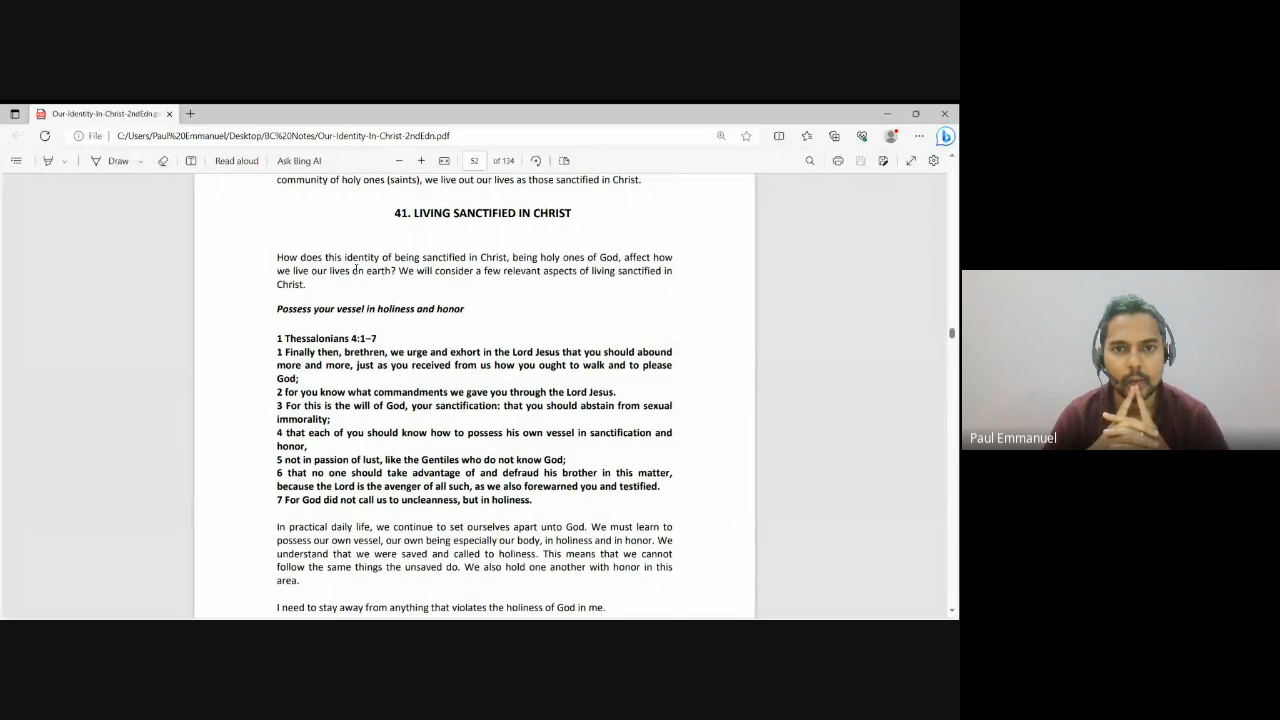 Our-Identity-In-Christ-2ndEdn.p
File
C:/Users/Paul%20Emmanuel/Desktop/BC%20Notes/Our-Identity-In-Christ-2ndEdn.pdf
Draw
Read aloud
Ask Bing AI
52 of 134
community of holy ones (saints), we live out our lives as those sanctified in Christ.
41. LIVING SANCTIFIED IN CHRIST
How does this identity of being sanctified in Christ, being holy ones of God, affect how
we live our lives on earth? We will consider a few relevant aspects of living sanctified in
Christ.
Possess your vessel in holiness and honor
1 Thessalonians 4:1–7
1 Finally then, brethren, we urge and exhort in the Lord Jesus that you should abound
more and more, just as you received from us how you ought to walk and to please
God;
2 for you know what commandments we gave you through the Lord Jesus.
3 For this is the will of God, your sanctification: that you should abstain from sexual
immorality;
4 that each of you should know how to possess his own vessel in sanctification and
honor,
5 not in passion of lust, like the Gentiles who do not know God;
6 that no one should take advantage of and defraud his brother in this matter,
because the Lord is the avenger of all such, as we also forewarned you and testified.
7 For God did not call us to uncleanness, but in holiness.
In practical daily life, we continue to set ourselves apart unto God. We must learn to
possess our own vessel, our own being especially our body, in holiness and in honor. We
understand that we were saved and called to holiness. This means that we cannot
follow the same things the unsaved do. We also hold one another with honor in this
area.
I need to stay away from anything that violates the holiness of God in me.
Paul Emmanuel